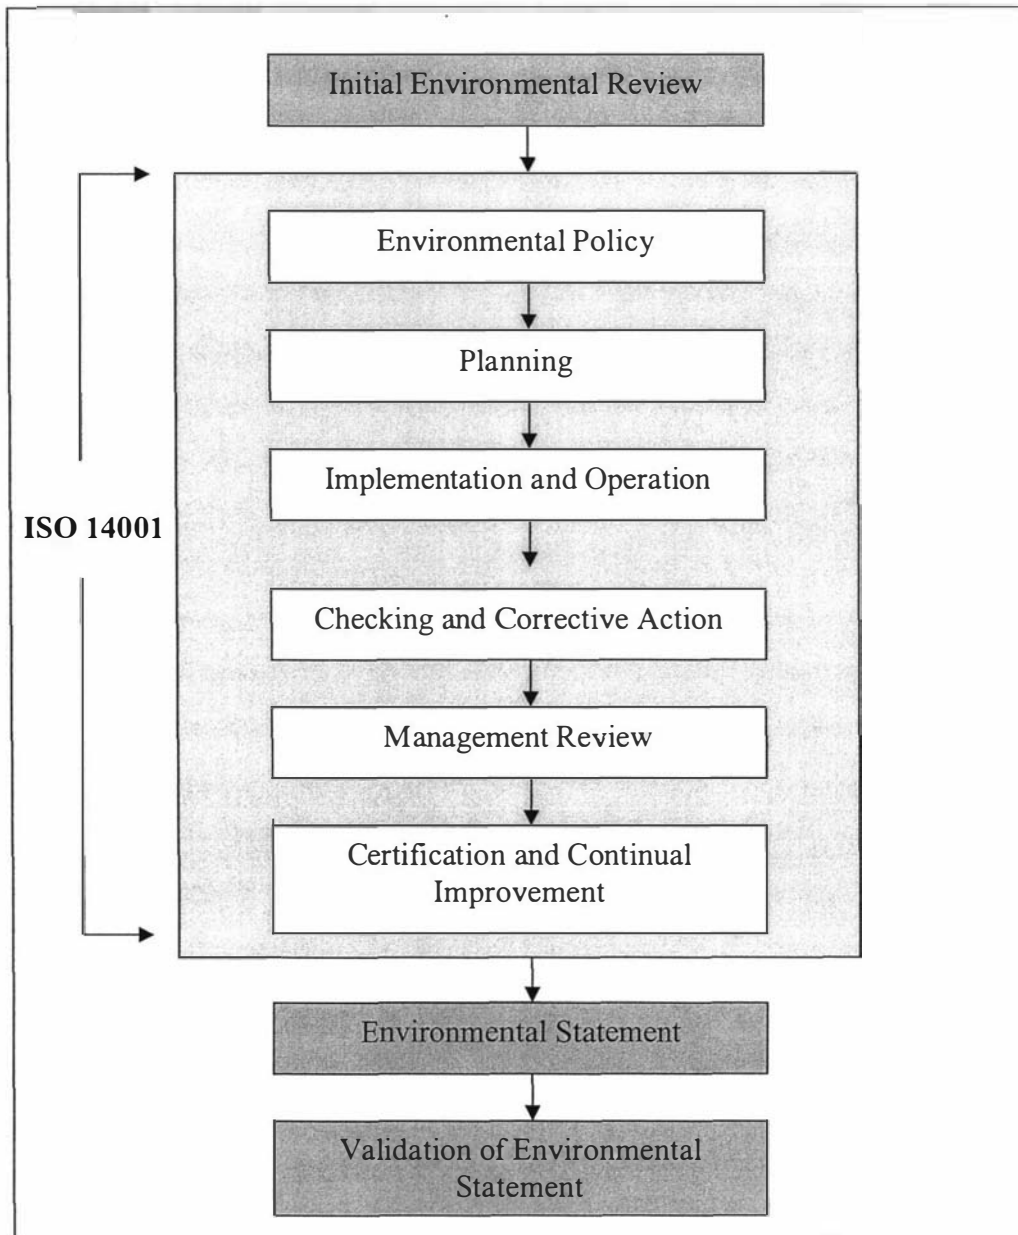 Initial Environmental Review
Environmental Policy
Planning
Implementation and Operation
ISO 14001
Checking and Corrective Action
Management Review
Certification and Continual
Improvement
Environmental Statement
Validation of Environmental
Statement